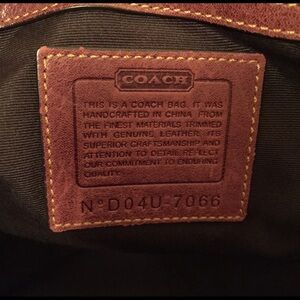 COACH
THIS IS A COACH BAG. IT WAS
HANDCRAFTED IN CHINA FROM
THE FINEST MATERIALS TRIMMED
WITH GENUINE LEATHER. ITS
SUPERIOR CRAFTSMANSHIP AND
ATTENTION TO DETAIL REFLECT
OUR COMMITMENT TO ENDURING
QUALITY.
Nº D04U-7066